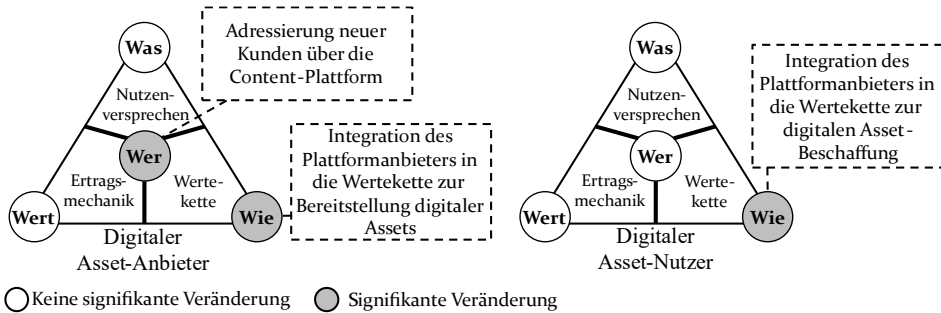 Was
Adressierung neuer
Kunden über die
Content-Plattform
Nutzen-
versprechen
Wer
Integration des
Plattformanbieters in
die Wertekette zur
Bereitstellung digitaler
Assets
Ertrags-
mechanik
Werte-
kette
Wert
Wie
Digitaler
Asset-Anbieter
Was
Integration des
Plattformanbieters in
die Wertekette zur
digitalen Asset-
Beschaffung
Nutzen-
versprechen
Wer
Ertrags-
mechanik
Werte-
kette
Wert
Wie
Digitaler
Asset-Nutzer
Keine signifikante Veränderung
Signifikante Veränderung